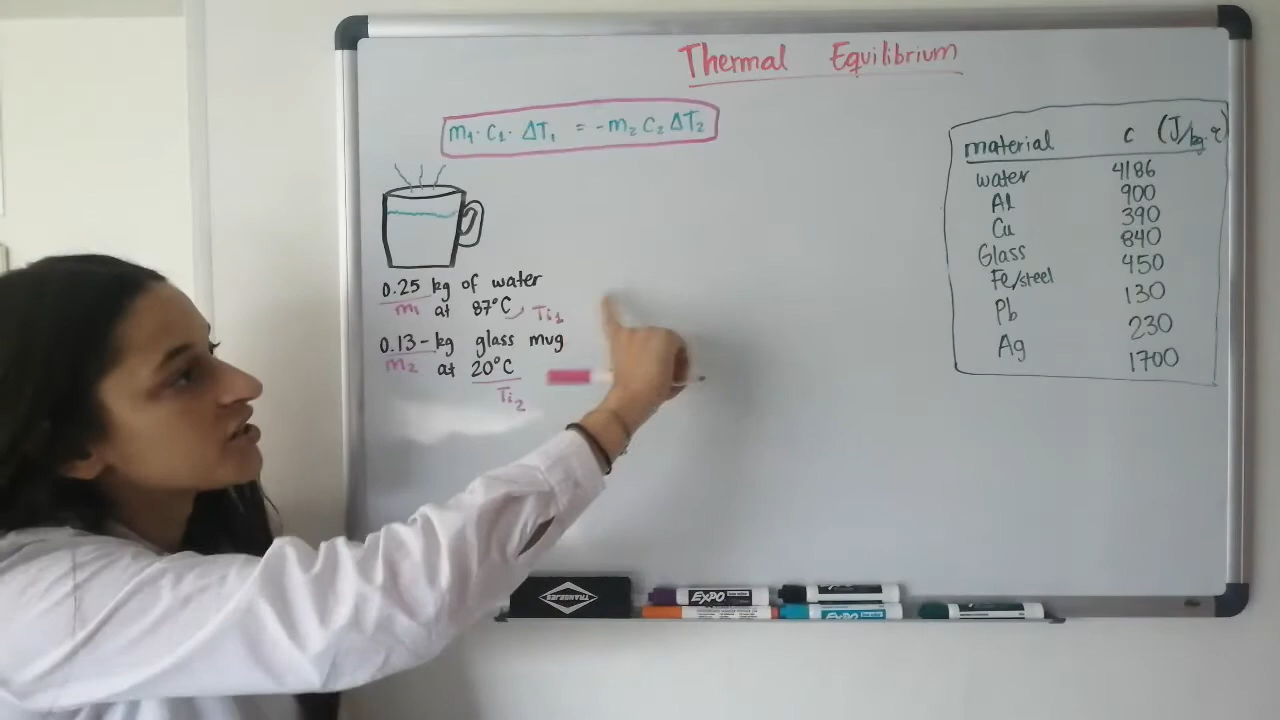 Thermal Equilibrium
m1· C1· ΔT1 = -m2 C2 ΔT2
0.25 kg of water
m1 at 87°C Ti1
0.13-kg glass mug
m2 at 20°C
Ti2
material c (J/kg·
water 4186
Al 900
Cu 390
Glass 840
Fe/steel 450
Pb 130
Ag 230
1700
EXPO
EXPO
EXPO